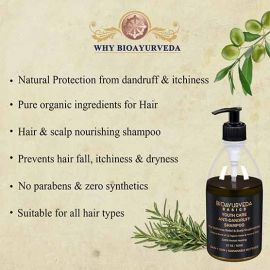 WHY BIOAYURVEDA
• Natural Protection from dandruff & itchiness
• Pure organic ingredients for Hair
• Hair & scalp nourishing shampoo
• Prevents hair fall, itchiness & dryness
• No parabens & zero synthetics
• Suitable for all hair types
BIOAYURVEDA
BASICS
YOUTH CARE
ANTI-DANDRUFF
SHAMPOO